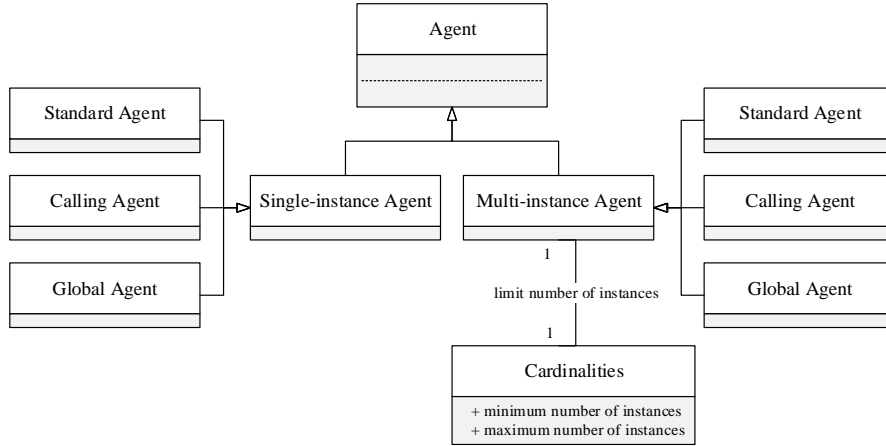 Agent
Standard Agent
Standard Agent
Calling Agent
Single-instance Agent
Multi-instance Agent
Calling Agent
1
Global Agent
limit number of instances
Global Agent
1
Cardinalities
+ minimum number of instances
+ maximum number of instances